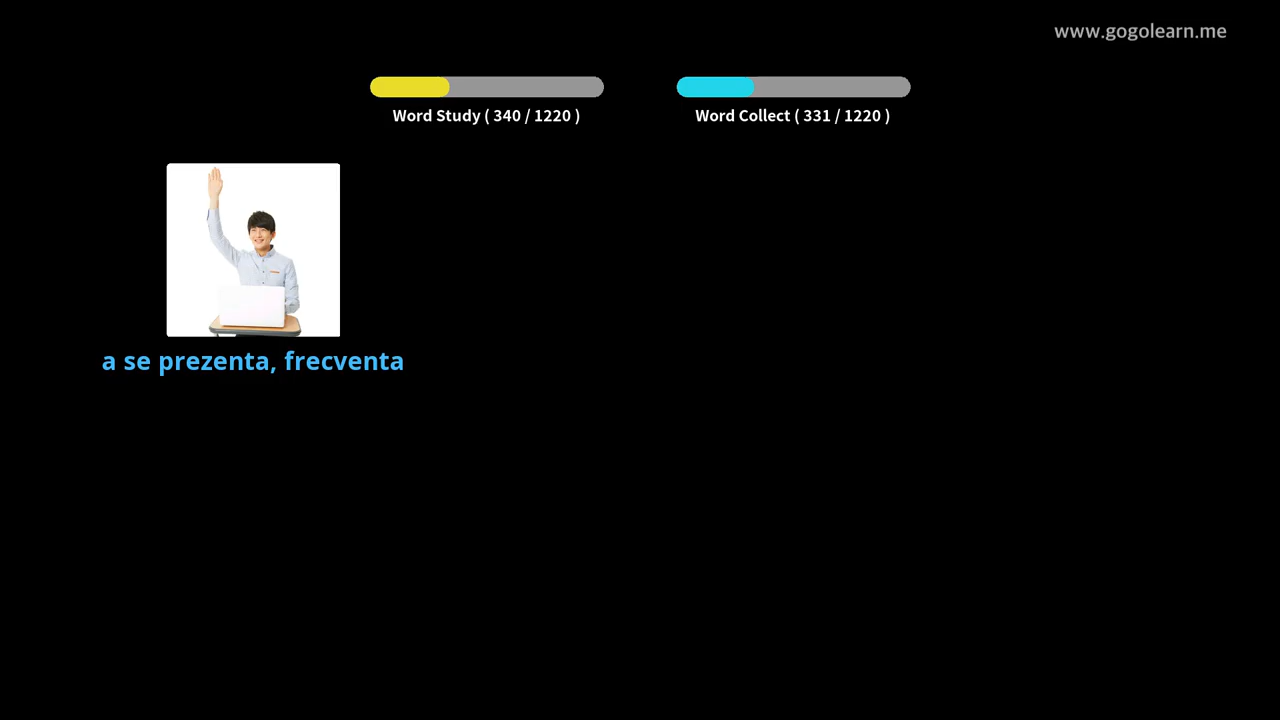 www.gogolearn.me
Word Study ( 340 / 1220 )
Word Collect ( 331 / 1220 )
a se prezenta, frecventa